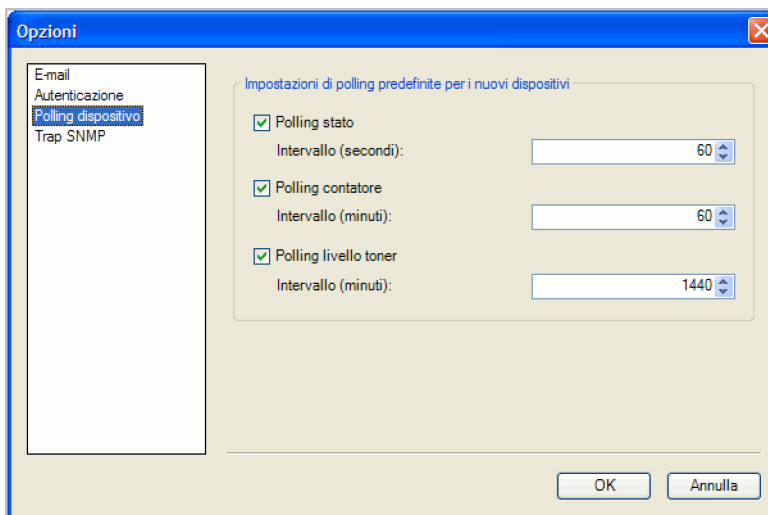 Opzioni
E-mail
Autenticazione
Polling dispositivo
Trap SNMP
Impostazioni di polling predefinite per i nuovi dispositivi
Polling stato
Intervallo (secondi): 60
Polling contatore
Intervallo (minuti): 60
Polling livello toner
Intervallo (minuti): 1440
OK Annulla